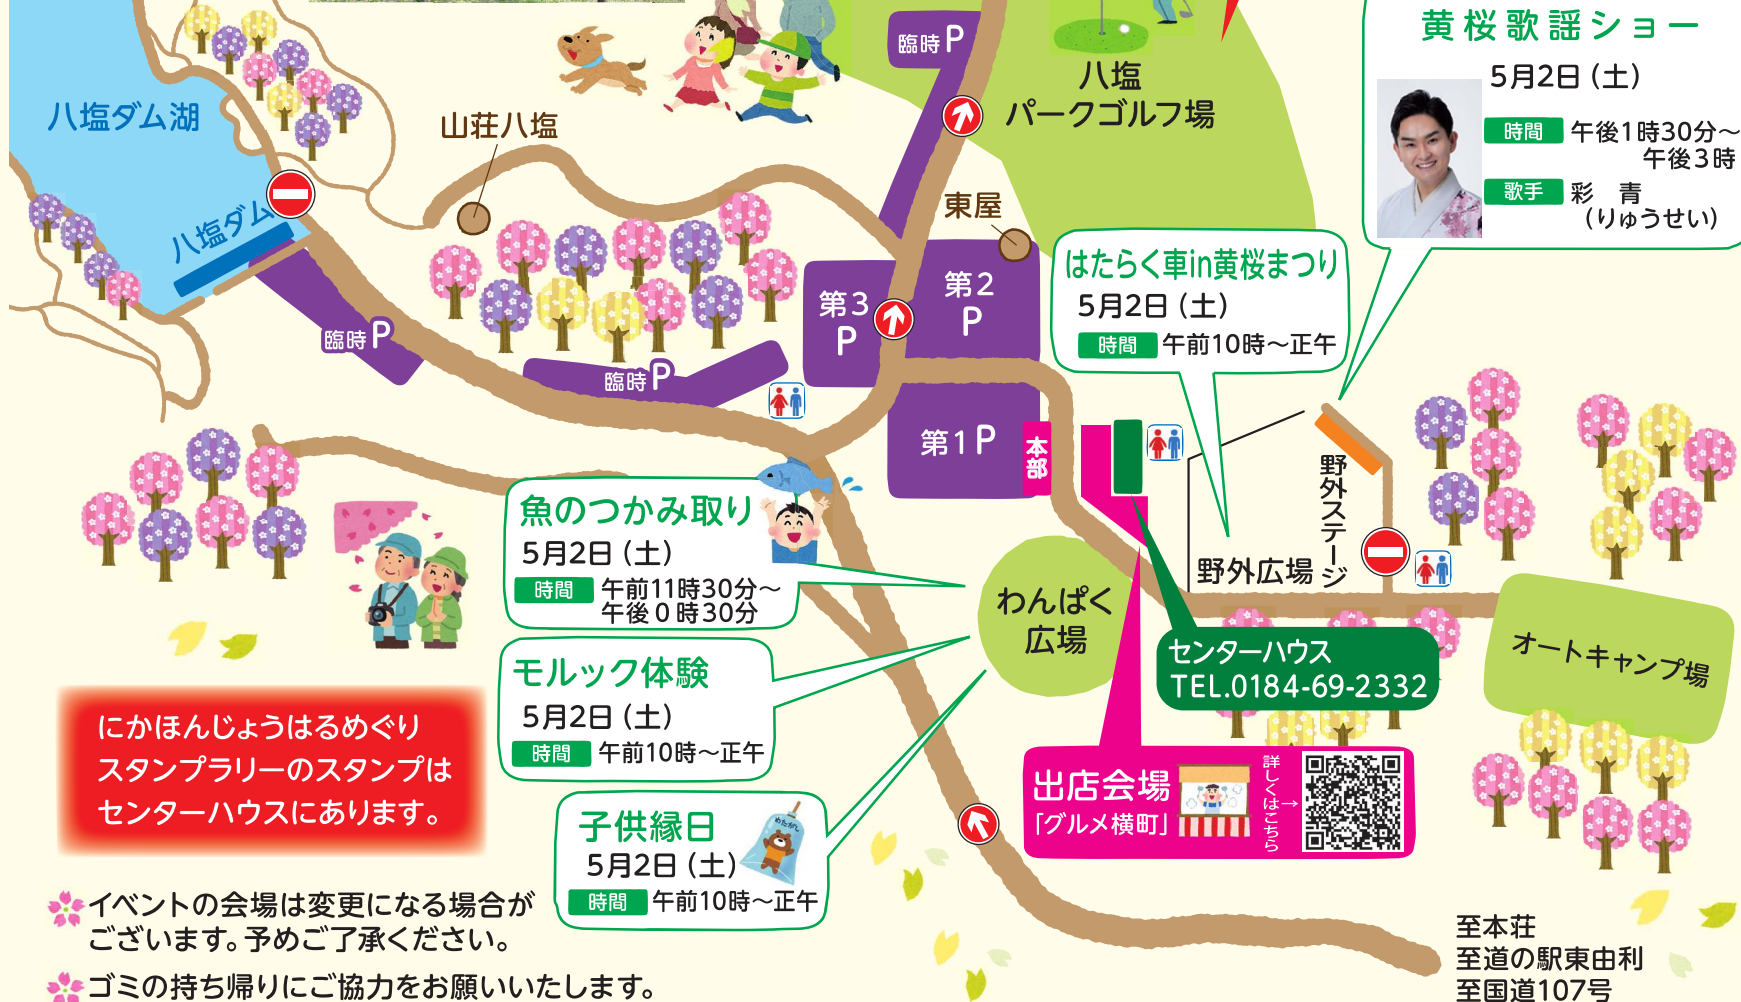 黄桜歌謡ショー
5月2日（土）
時間 午後1時30分～
午後3時
歌手 彩 青
（りゅうせい）
臨時P
八塩
パークゴルフ場
八塩ダム湖
山荘八塩
八塩ダム
東屋
はたらく車in黄桜まつり
5月2日（土）
時間 午前10時～正午
第2
P
第3
P
臨時P
臨時P
第1P
本部
野外ステージ
野外広場
魚のつかみ取り
5月2日（土）
時間 午前11時30分～
午後0時30分
わんぱく
広場
センターハウス
TEL.0184-69-2332
オートキャンプ場
モルック体験
5月2日（土）
時間 午前10時～正午
にかほんじょうはるめぐり
スタンプラリーのスタンプは
センターハウスにあります。
出店会場
「グルメ横町」
詳しくはこちら→
子供縁日
わたがし
5月2日（土）
時間 午前10時～正午
イベントの会場は変更になる場合が
ございます。予めご了承ください。
ゴミの持ち帰りにご協力をお願いいたします。
至本荘
至道の駅東由利
至国道107号